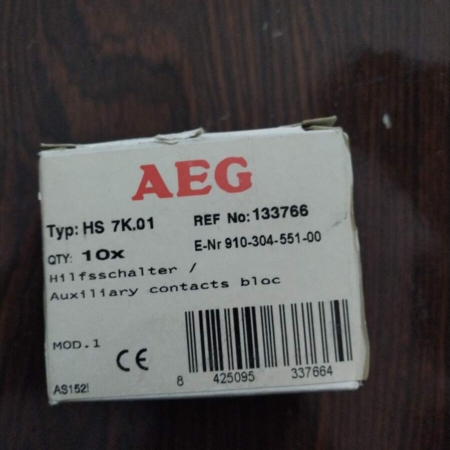 AEG
Typ: HS 7K.01 REF No: 133766
QTY: 10x E-Nr 910-304-551-00
Hilfsschalter /
Auxiliary contacts bloc
MOD.1
CE
8 425095 337664